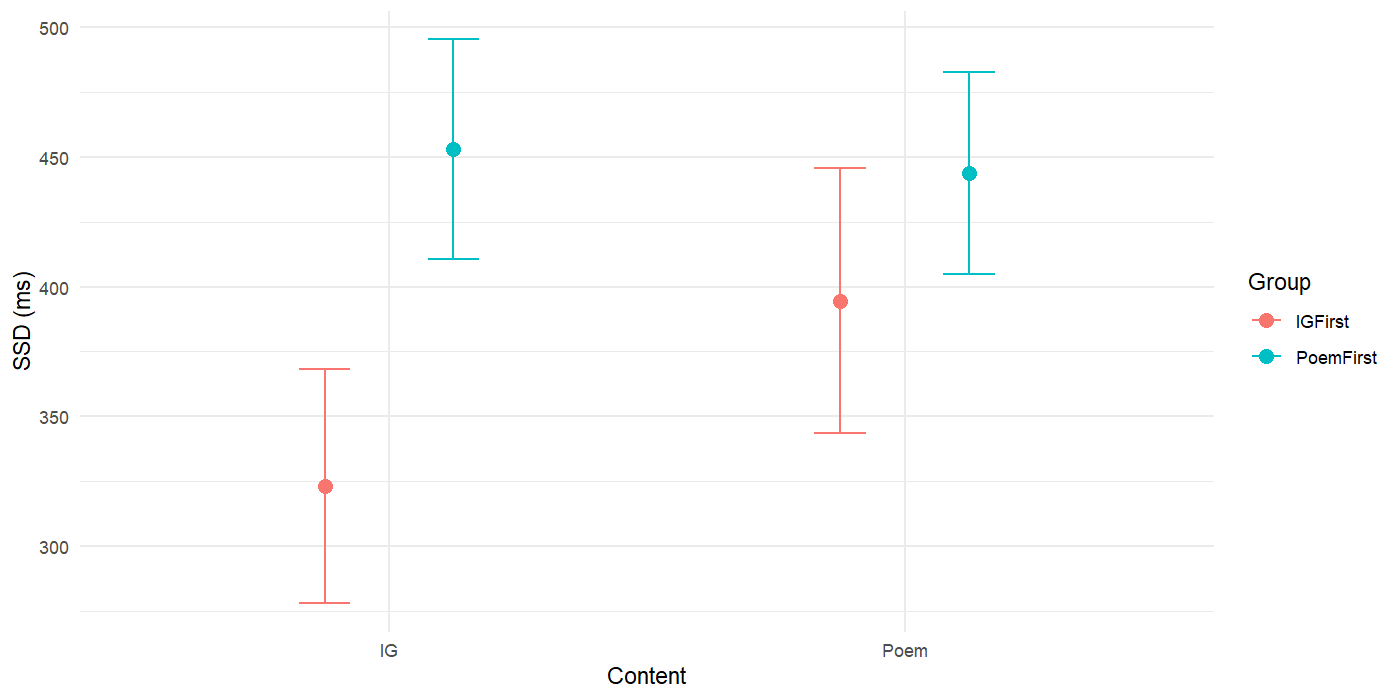 500
450
400
350
300
SSD (ms)
IG
Poem
Content
Group
IGFirst
PoemFirst